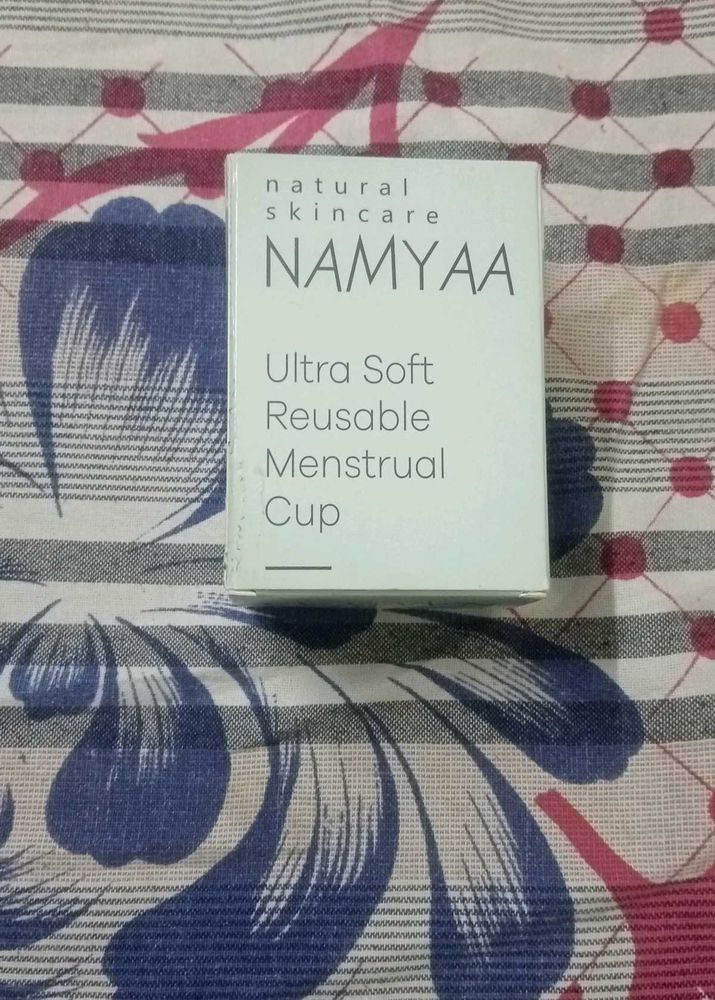 natural
skincare
NAMYAA
Ultra Soft
Reusable
Menstrual
Cup